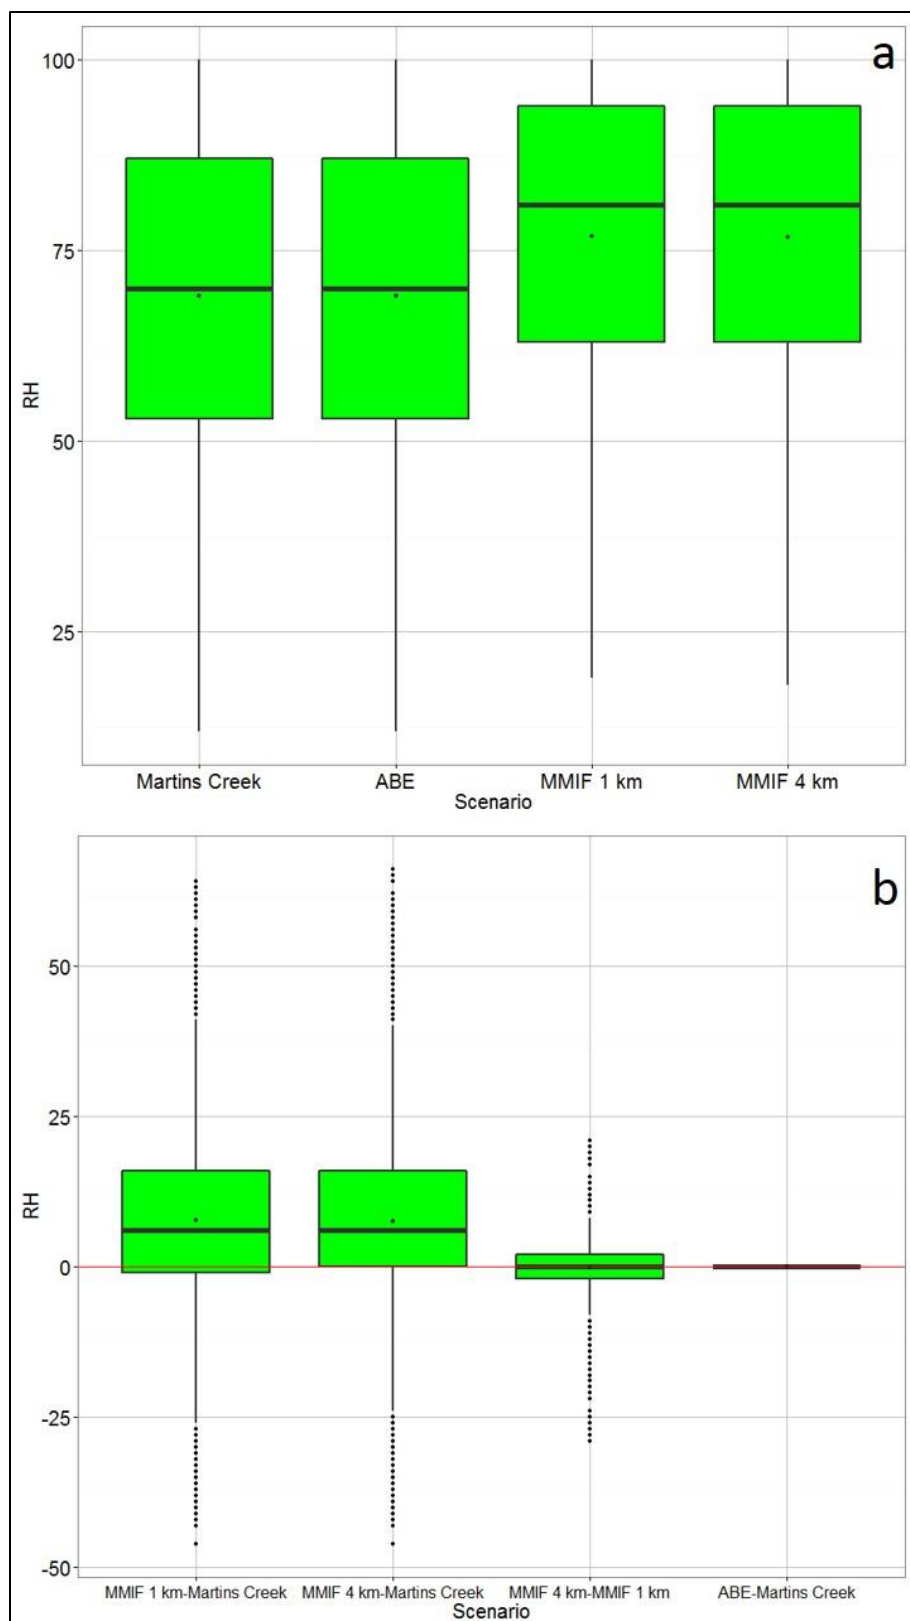 a
100
75
RH
50
25
Martins Creek ABE MMIF 1 km MMIF 4 km
Scenario
b
50
25
RH
0
-25
-50
MMIF 1 km-Martins Creek MMIF 4 km-Martins Creek MMIF 4 km-MMIF 1 km ABE-Martins Creek
Scenario